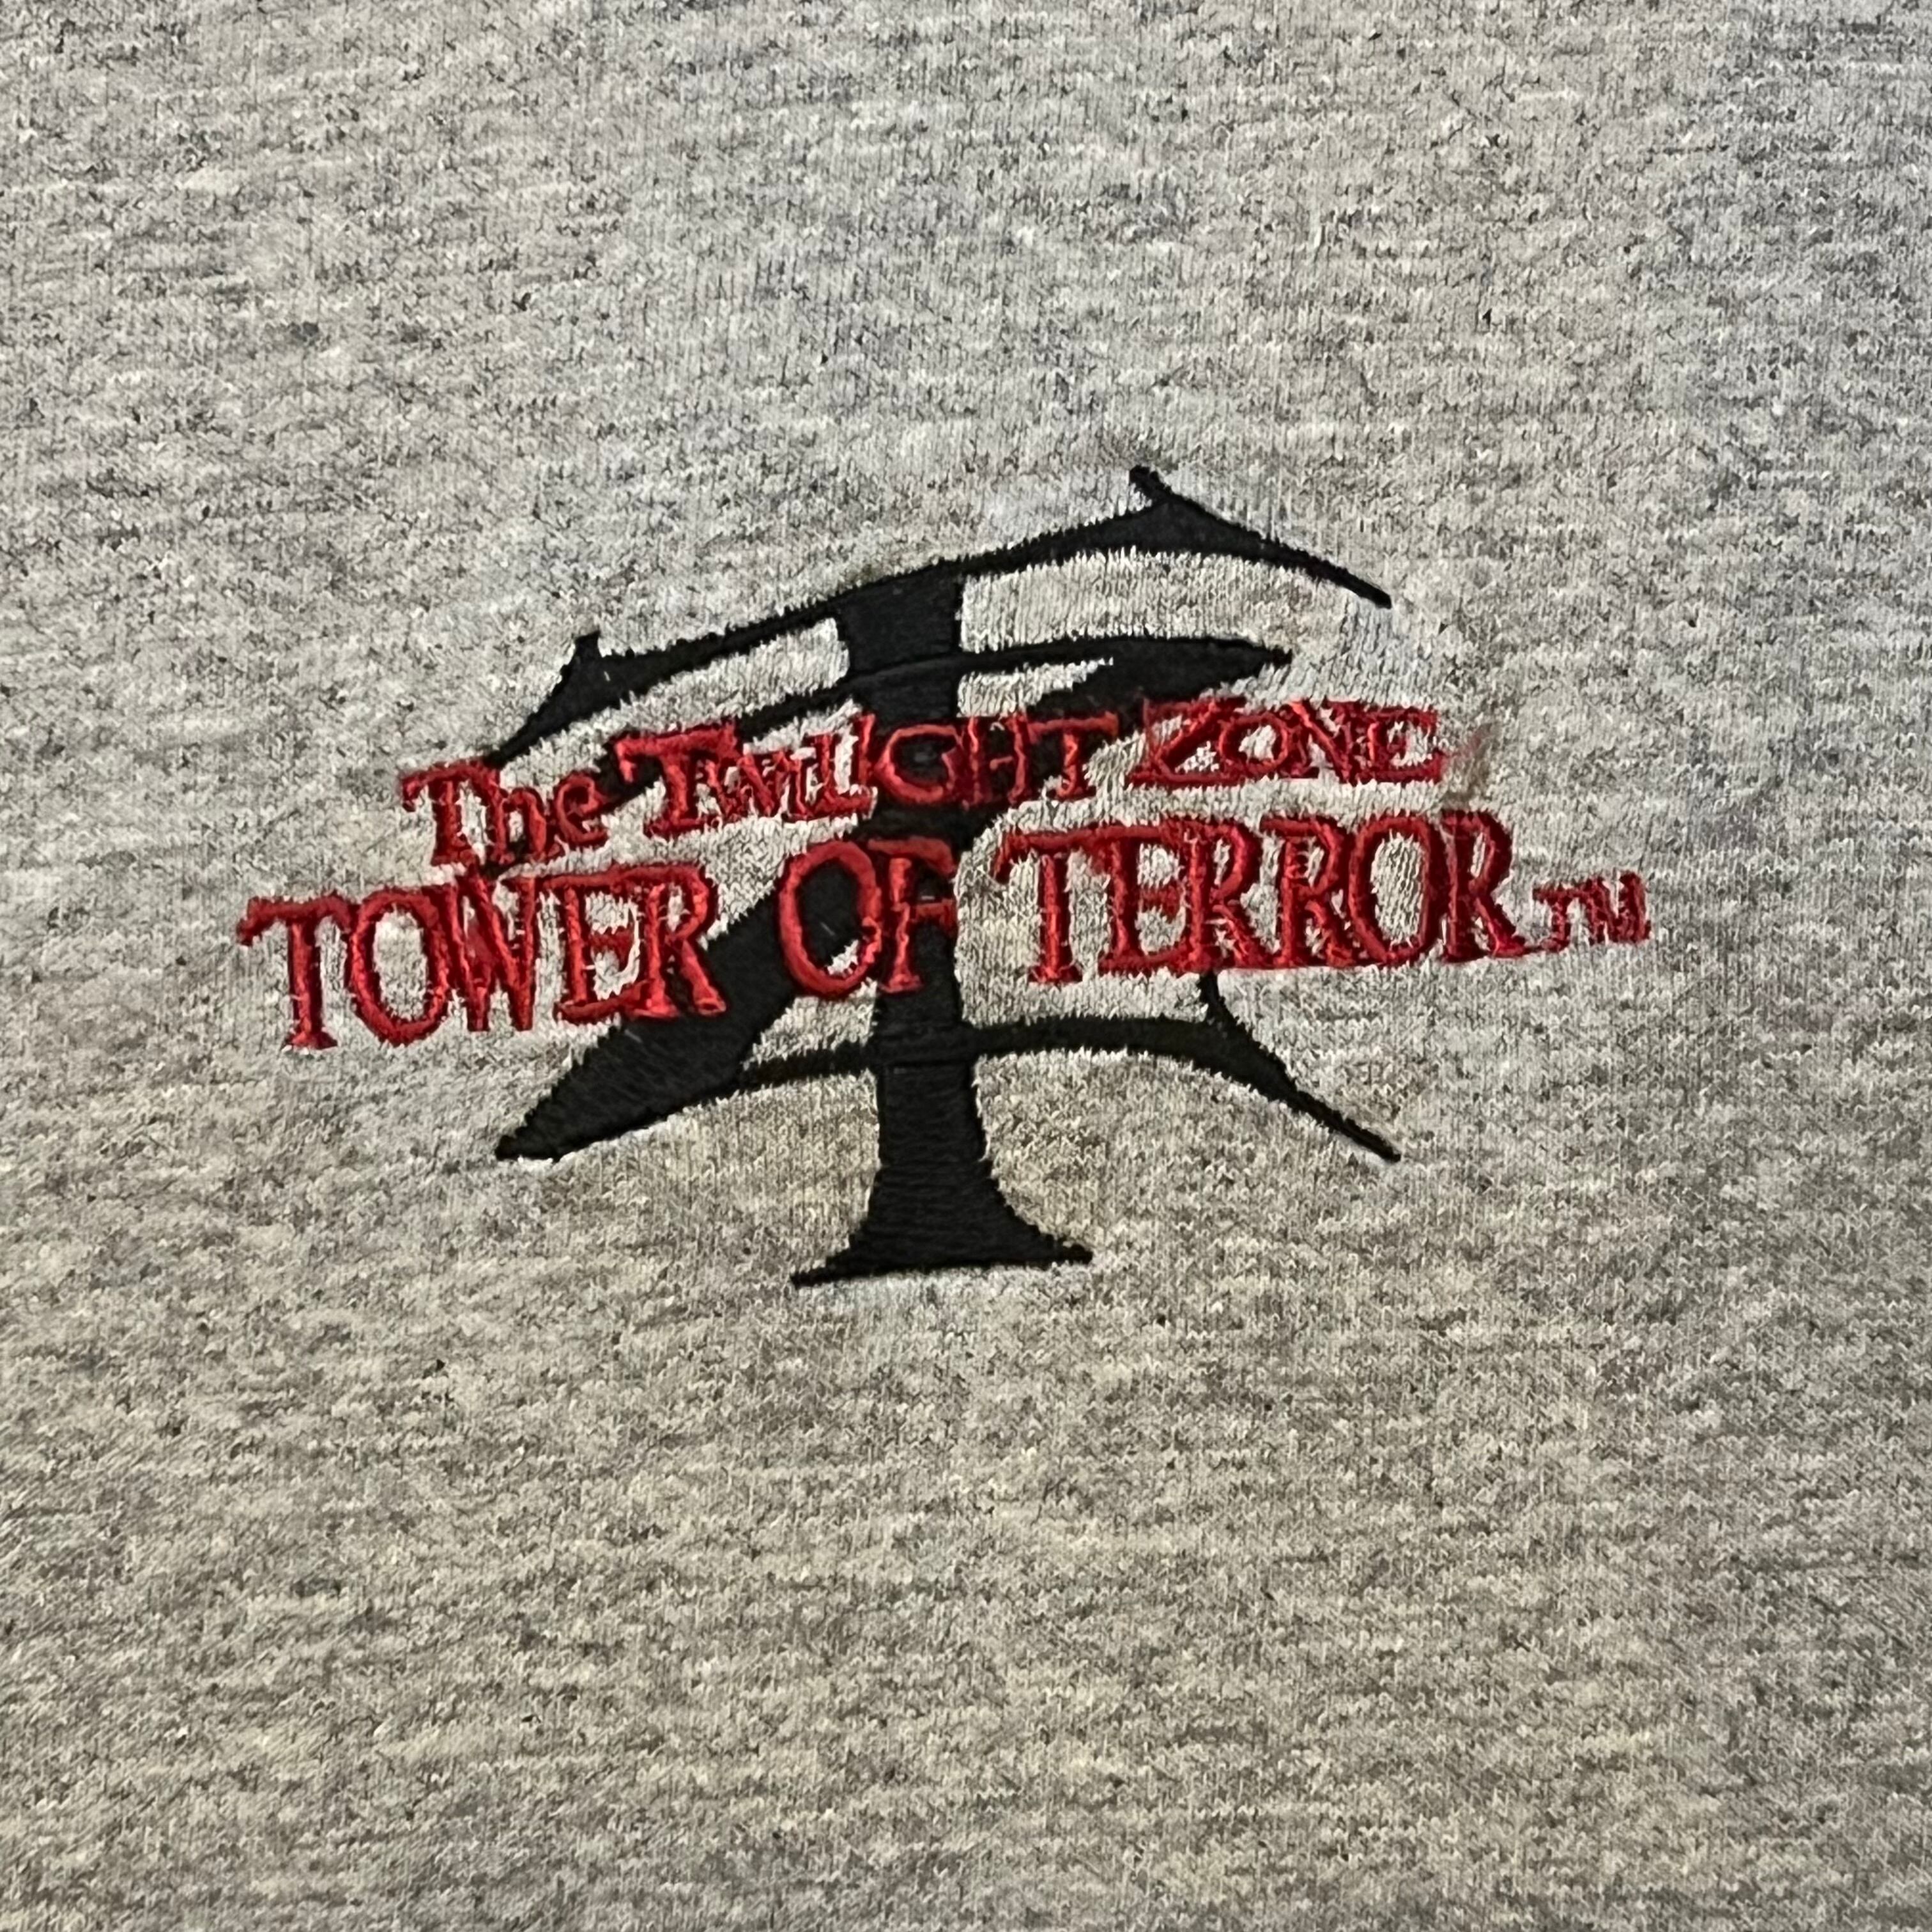 The TWILIGHT ZONE
TOWER OF TERROR TM